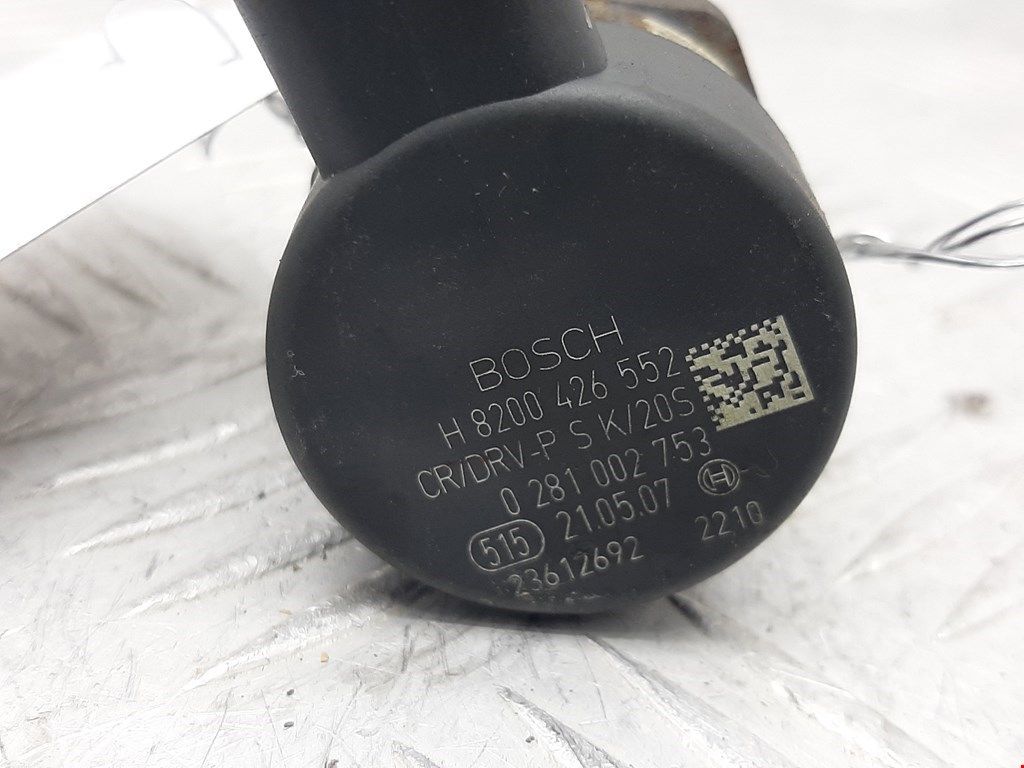 BOSCH
H 8200 426 552
CR/DRV-P S K/20S
0 281 002 753
515 21.05.07
23612692 2210